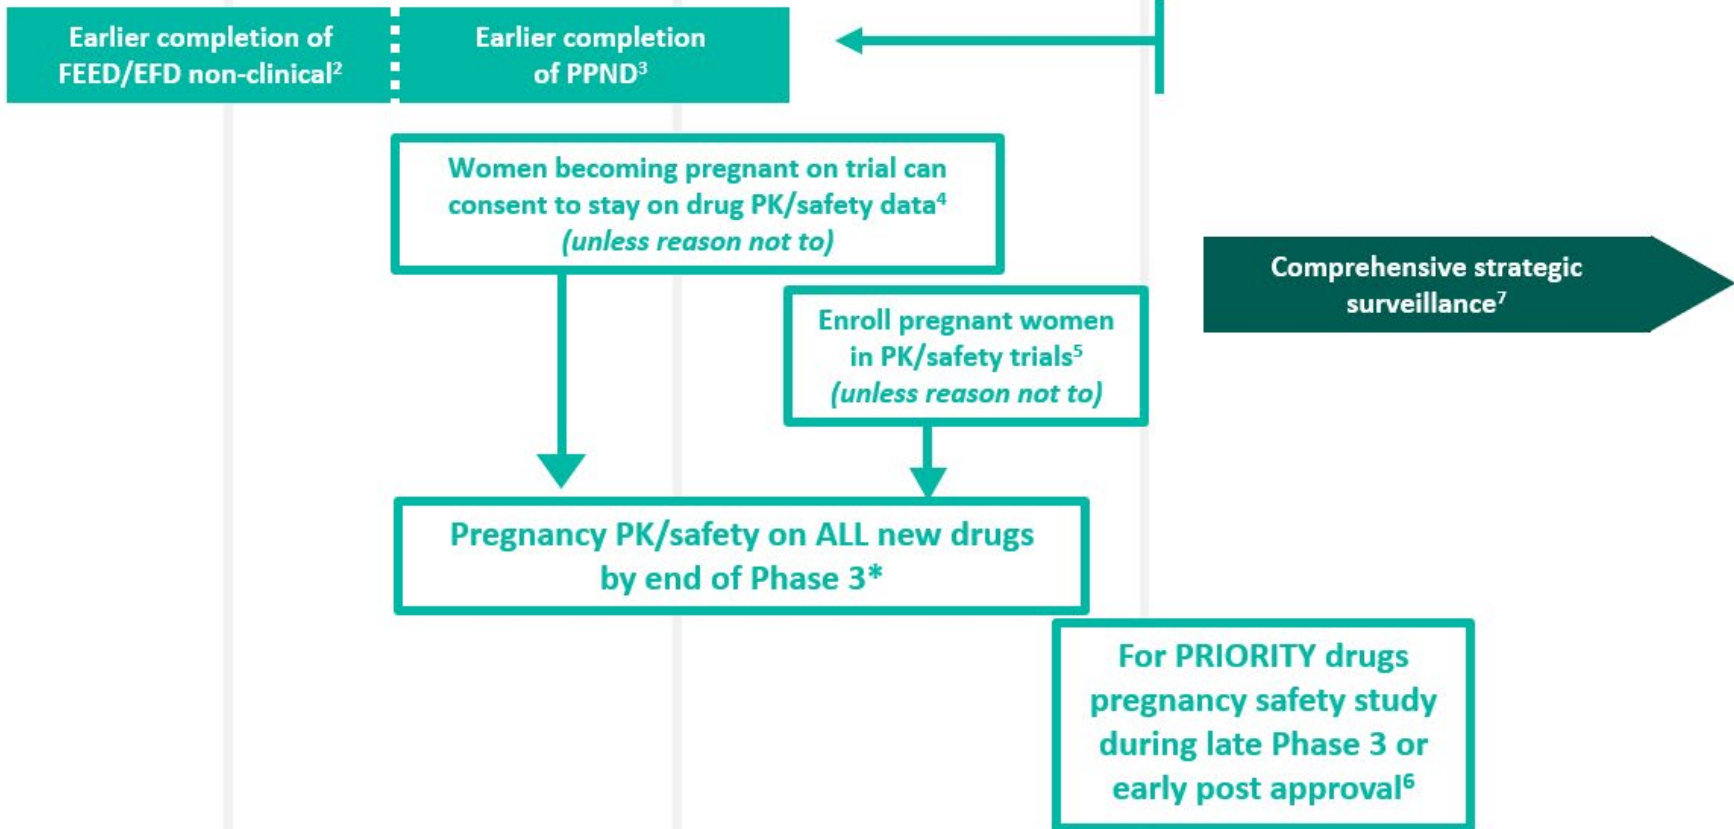 Earlier completion of
FEED/EFD non-clinical²
Earlier completion
of PPND³
Women becoming pregnant on trial can
consent to stay on drug PK/safety data⁴
(unless reason not to)
Comprehensive strategic
surveillance⁷
Enroll pregnant women
in PK/safety trials⁵
(unless reason not to)
Pregnancy PK/safety on ALL new drugs
by end of Phase 3*
For PRIORITY drugs
pregnancy safety study
during late Phase 3 or
early post approval⁶